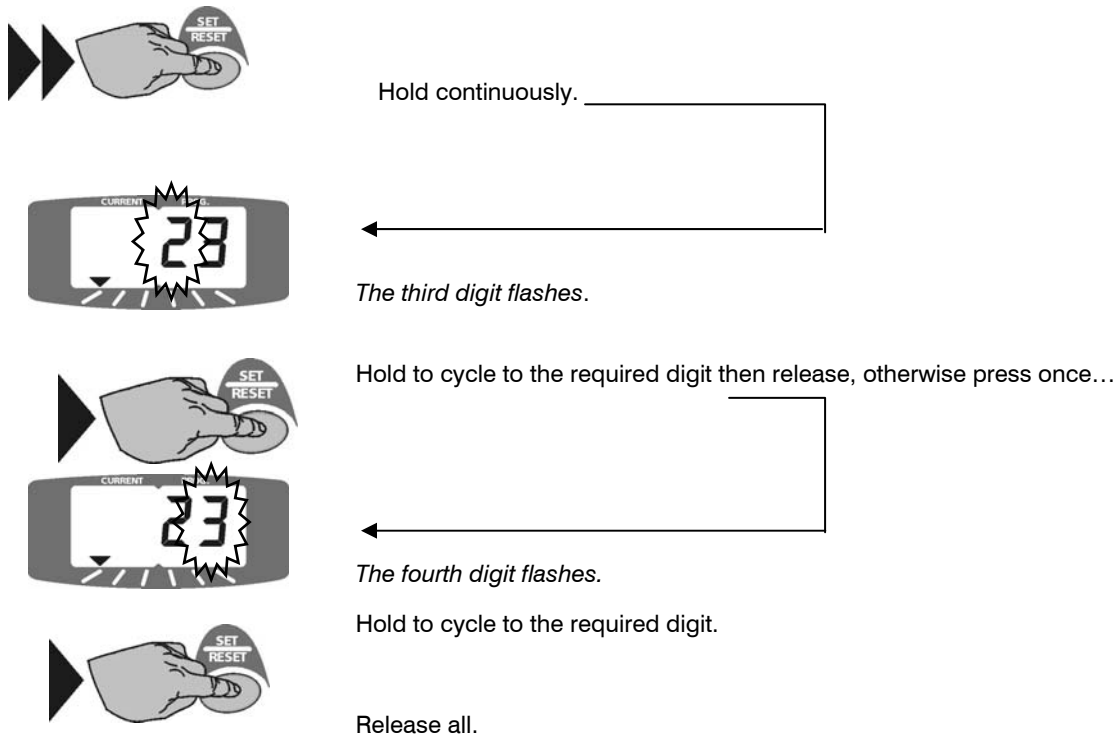 SET
RESET
Hold continuously.
CURRENT
23
The third digit flashes.
Hold to cycle to the required digit then release, otherwise press once…
SET
RESET
CURRENT
23
The fourth digit flashes.
Hold to cycle to the required digit.
SET
RESET
Release all.